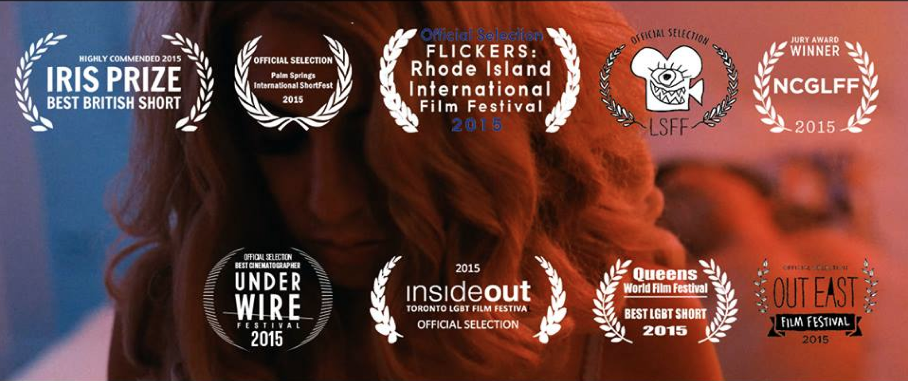 HIGHLY COMMENDED 2015
IRIS PRIZE
BEST BRITISH SHORT
OFFICIAL SELECTION
Palm Springs
International ShortFest
2015
Official Selection
FLICKERS:
Rhode Island
International
Film Festival
2015
OFFICIAL SELECTION
LSFF
JURY AWARD
WINNER
NCGLFF
2015
OFFICIAL SELECTION
BEST CINEMATOGRAPHER
UNDER
WIRE
FESTIVAL
2015
2015
insideout
TORONTO LGBT FILM FESTIVA
OFFICIAL SELECTION
Queens
World Film Festival
BEST LGBT SHORT
2015
OFFICIAL SELECTION
OUT EAST
FILM FESTIVAL
2015